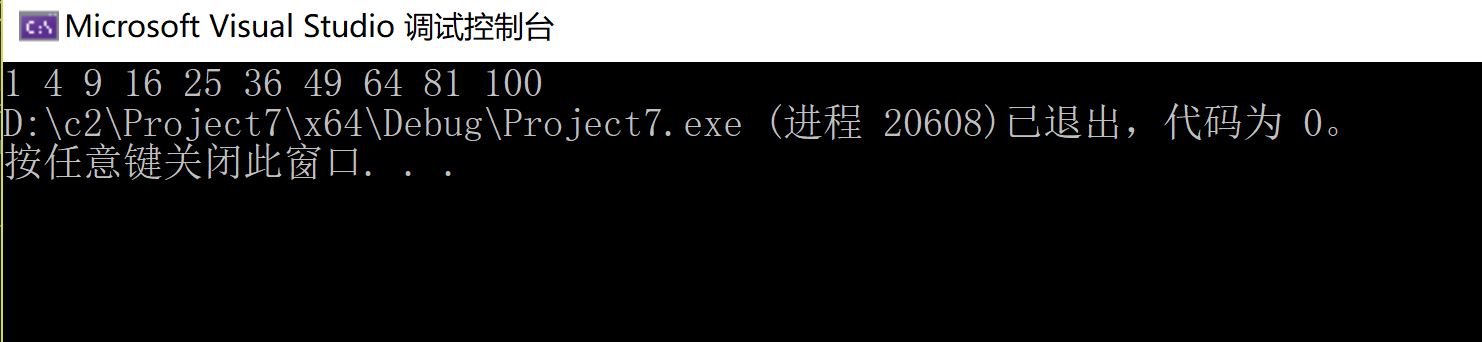 C:\
Microsoft Visual Studio 调试控制台
1 4 9 16 25 36 49 64 81 100
D:\c2\Project7\x64\Debug\Project7.exe (进程 20608)已退出，代码为 0。
按任意键关闭此窗口. . .